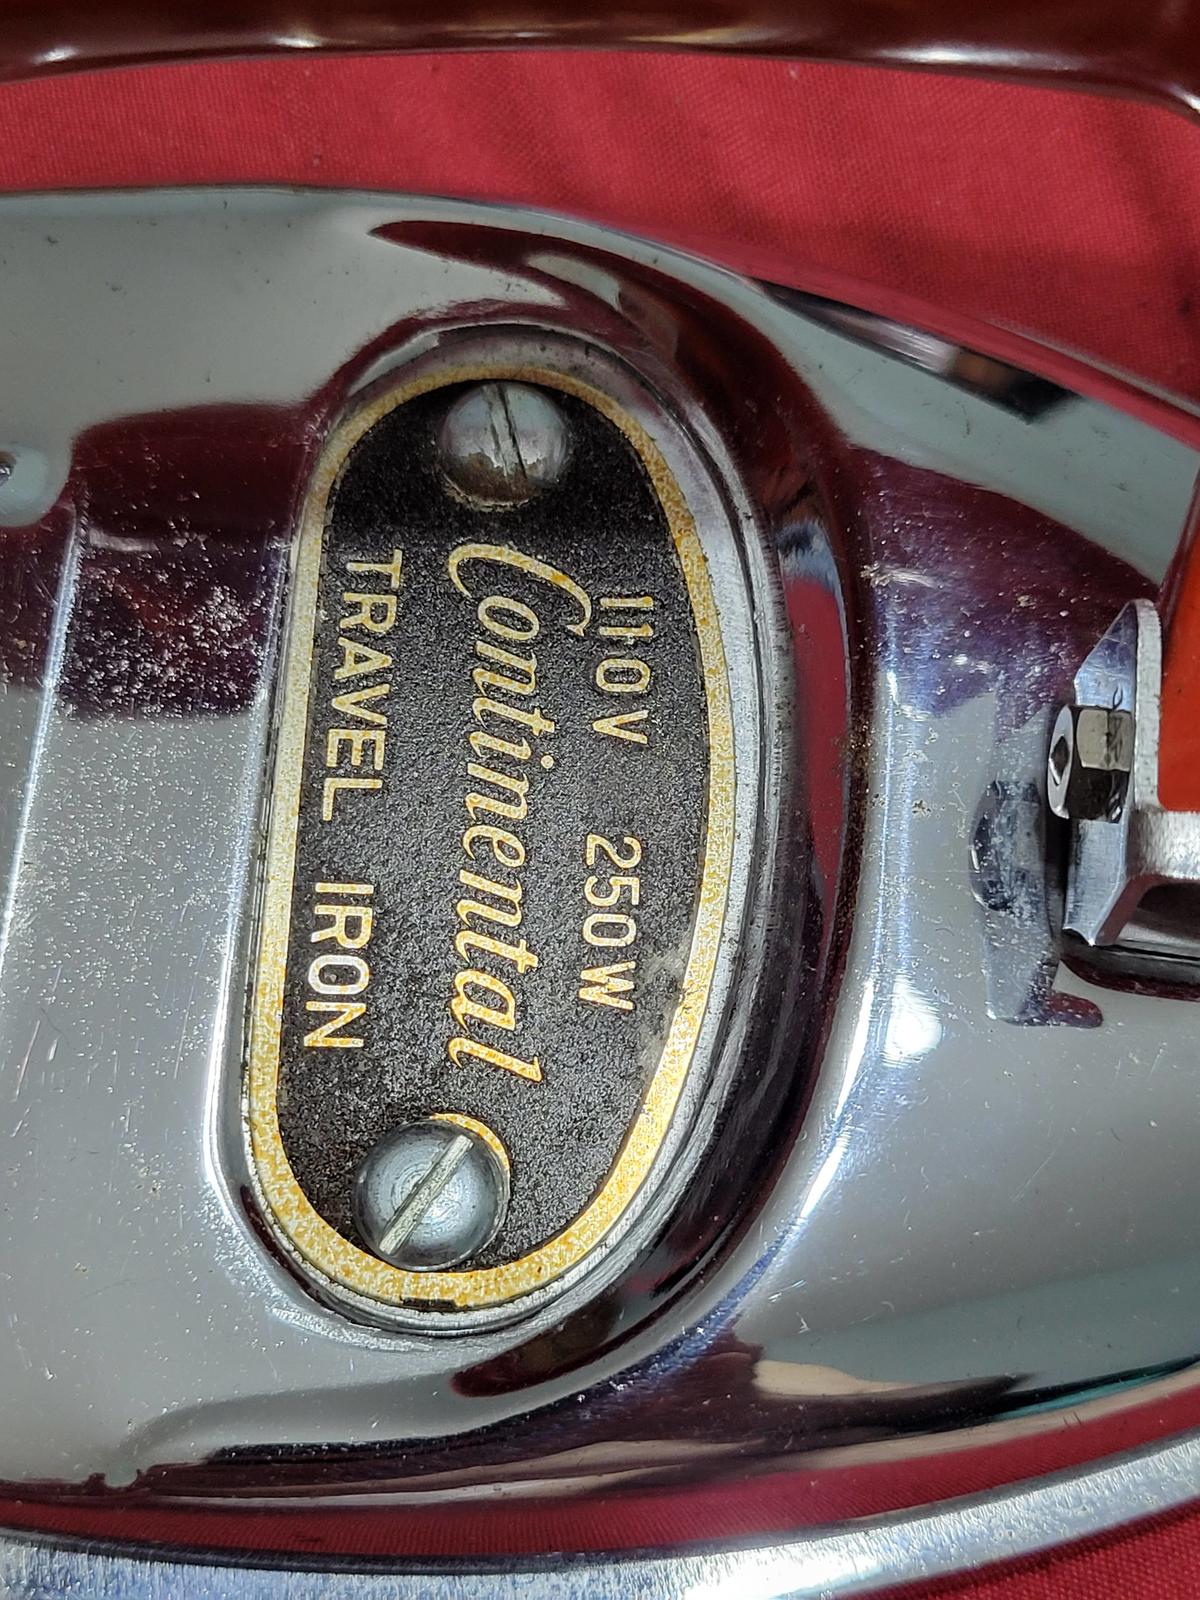 110V 250W
Continental
TRAVEL IRON